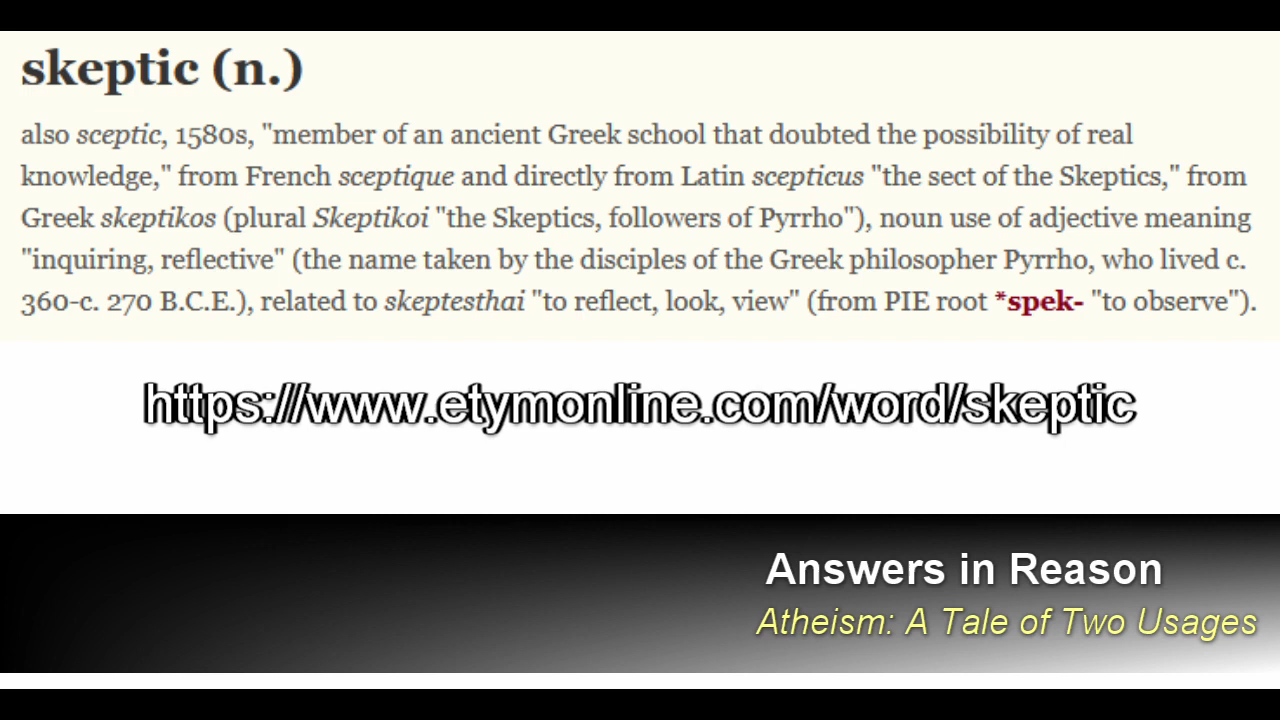 skeptic (n.)
also sceptic, 1580s, "member of an ancient Greek school that doubted the possibility of real
knowledge," from French sceptique and directly from Latin scepticus "the sect of the Skeptics," from
Greek skeptikos (plural Skeptikoi "the Skeptics, followers of Pyrrho"), noun use of adjective meaning
"inquiring, reflective" (the name taken by the disciples of the Greek philosopher Pyrrho, who lived c.
360-c. 270 B.C.E.), related to skeptesthai "to reflect, look, view" (from PIE root *spek- "to observe").
https://www.etymonline.com/word/skeptic
Answers in Reason
Atheism: A Tale of Two Usages